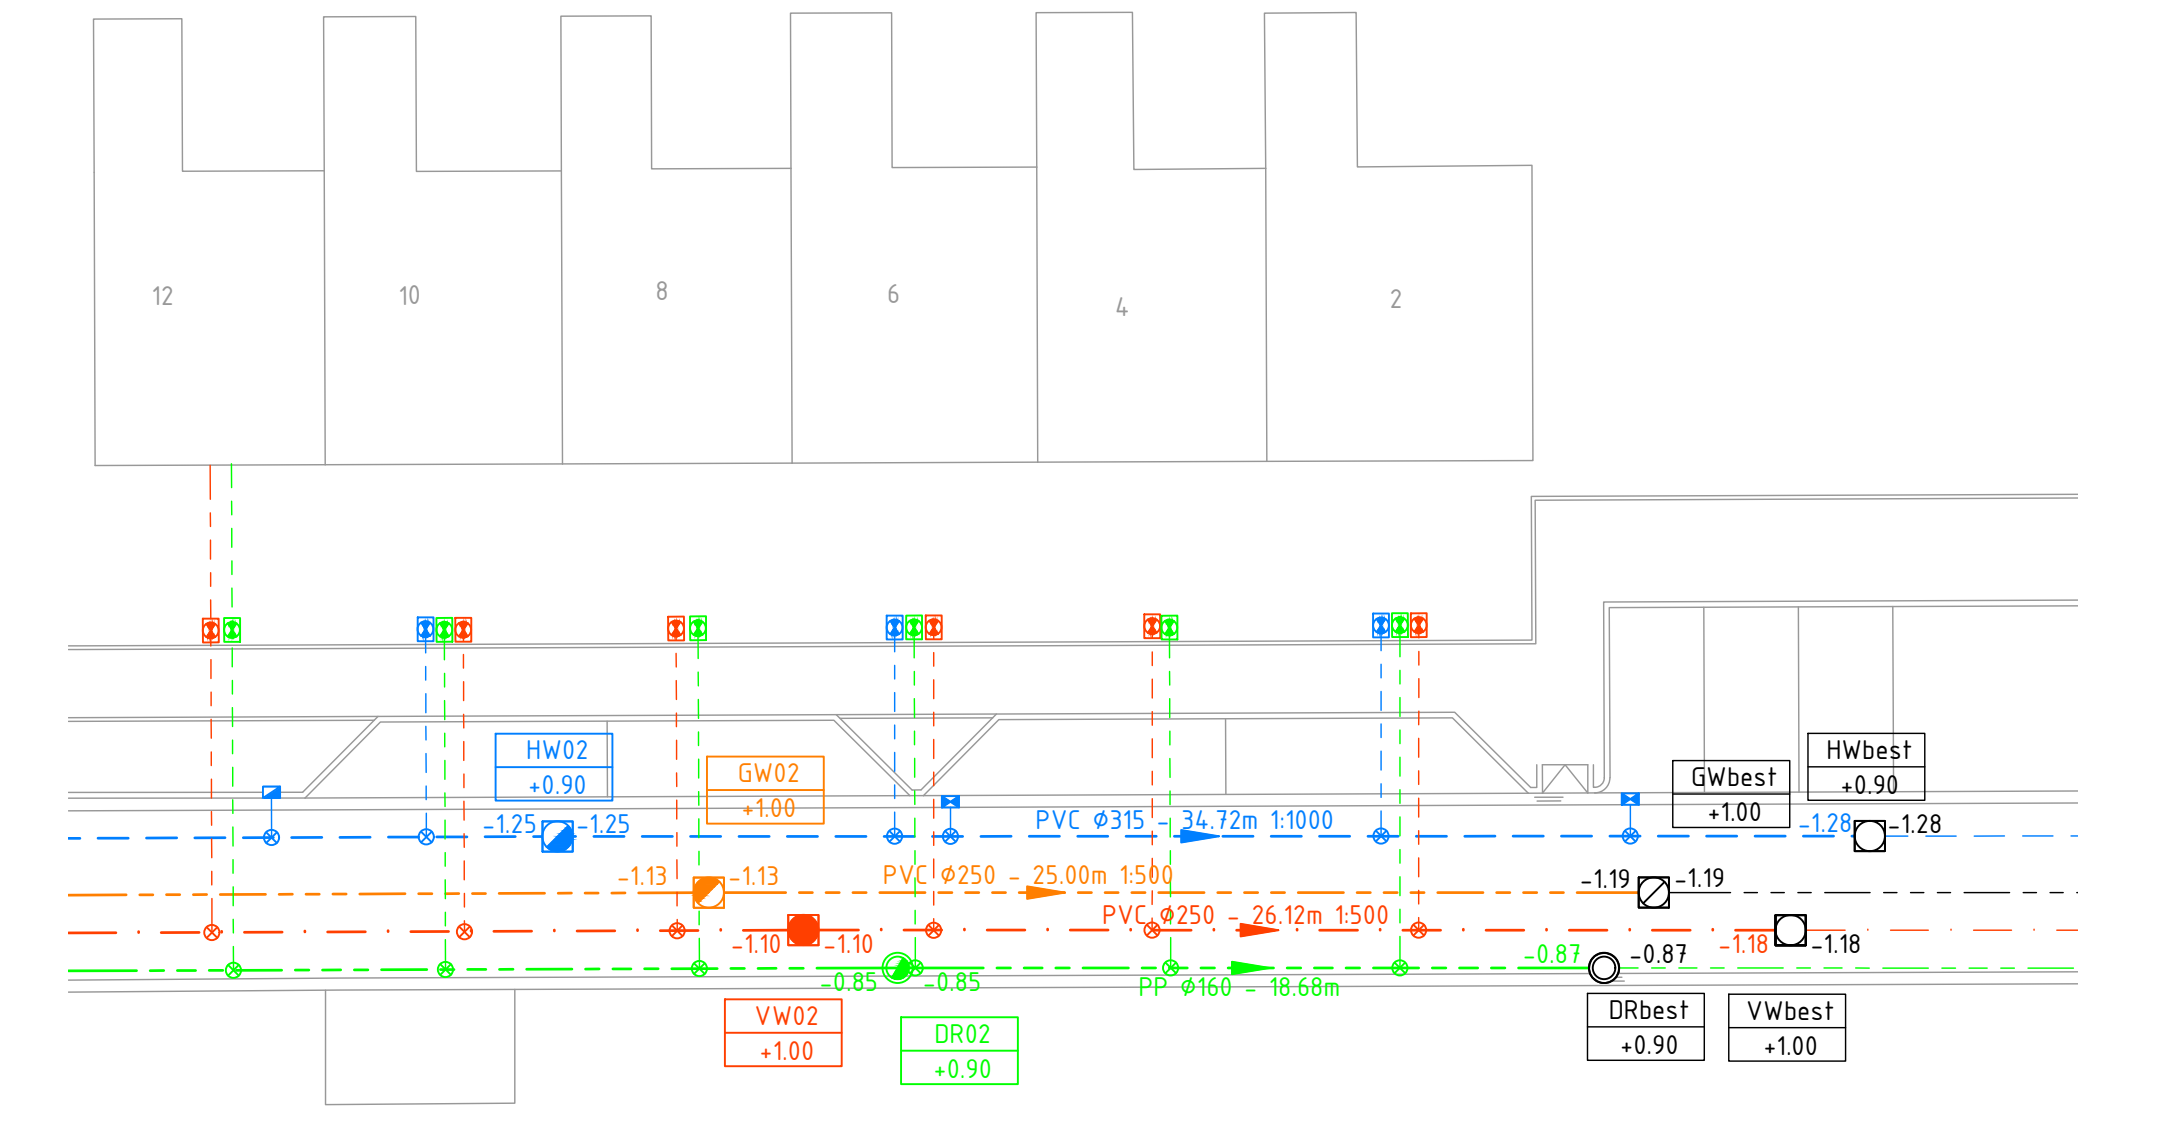 12
10
8
6
4
2
HW02
+0.90
GW02
+1.00
GWbest
+1.00
HWbest
+0.90
-1.25
-1.25
PVC Ø315 - 34.72m 1:1000
-1.28
-1.28
-1.13
-1.13
PVC Ø250 - 25.00m 1:500
-1.19
-1.19
PVC Ø250 - 26.12m 1:500
-1.10
-1.10
-1.18
-1.18
-0.87
-0.87
-0.85
-0.85
PP Ø160 - 18.68m
VW02
+1.00
DR02
+0.90
DRbest
+0.90
VWbest
+1.00